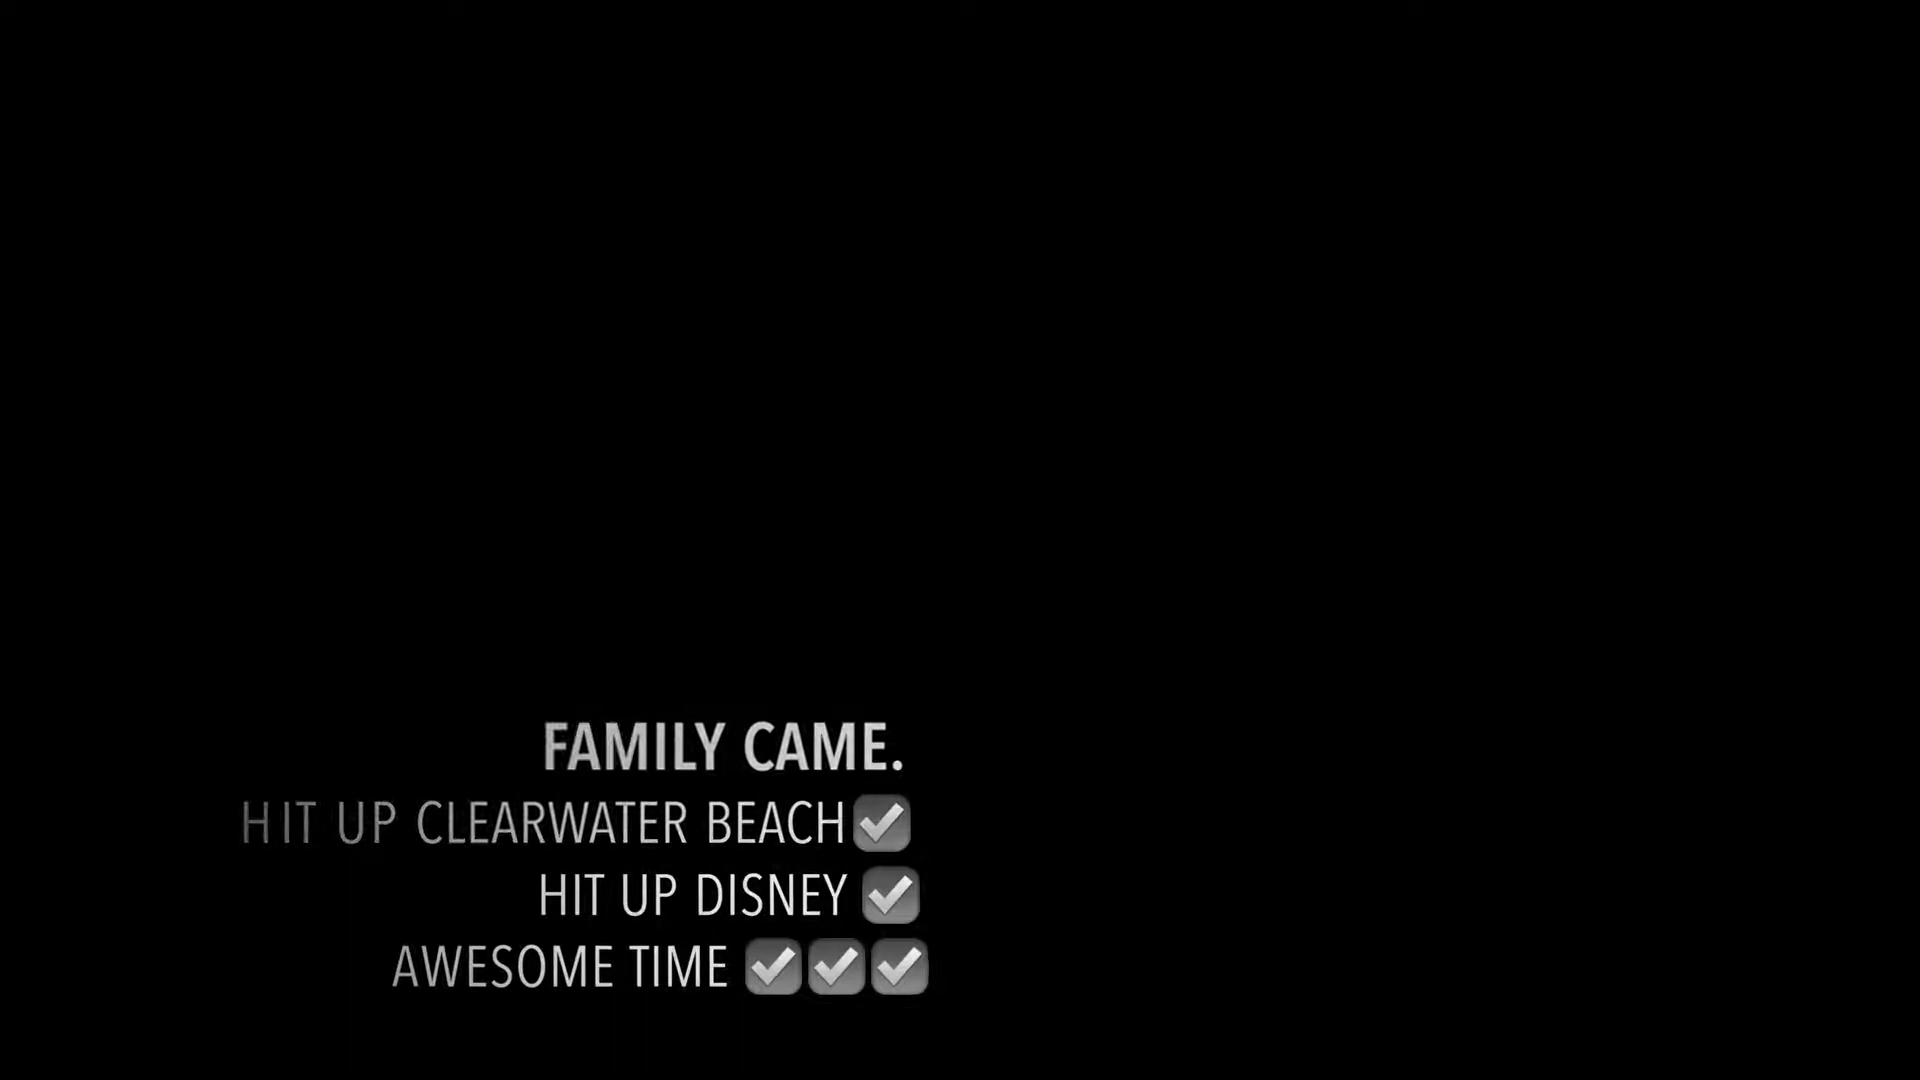 FAMILY CAME.
HIT UP CLEARWATER BEACH ✅
HIT UP DISNEY ✅
AWESOME TIME ✅✅✅